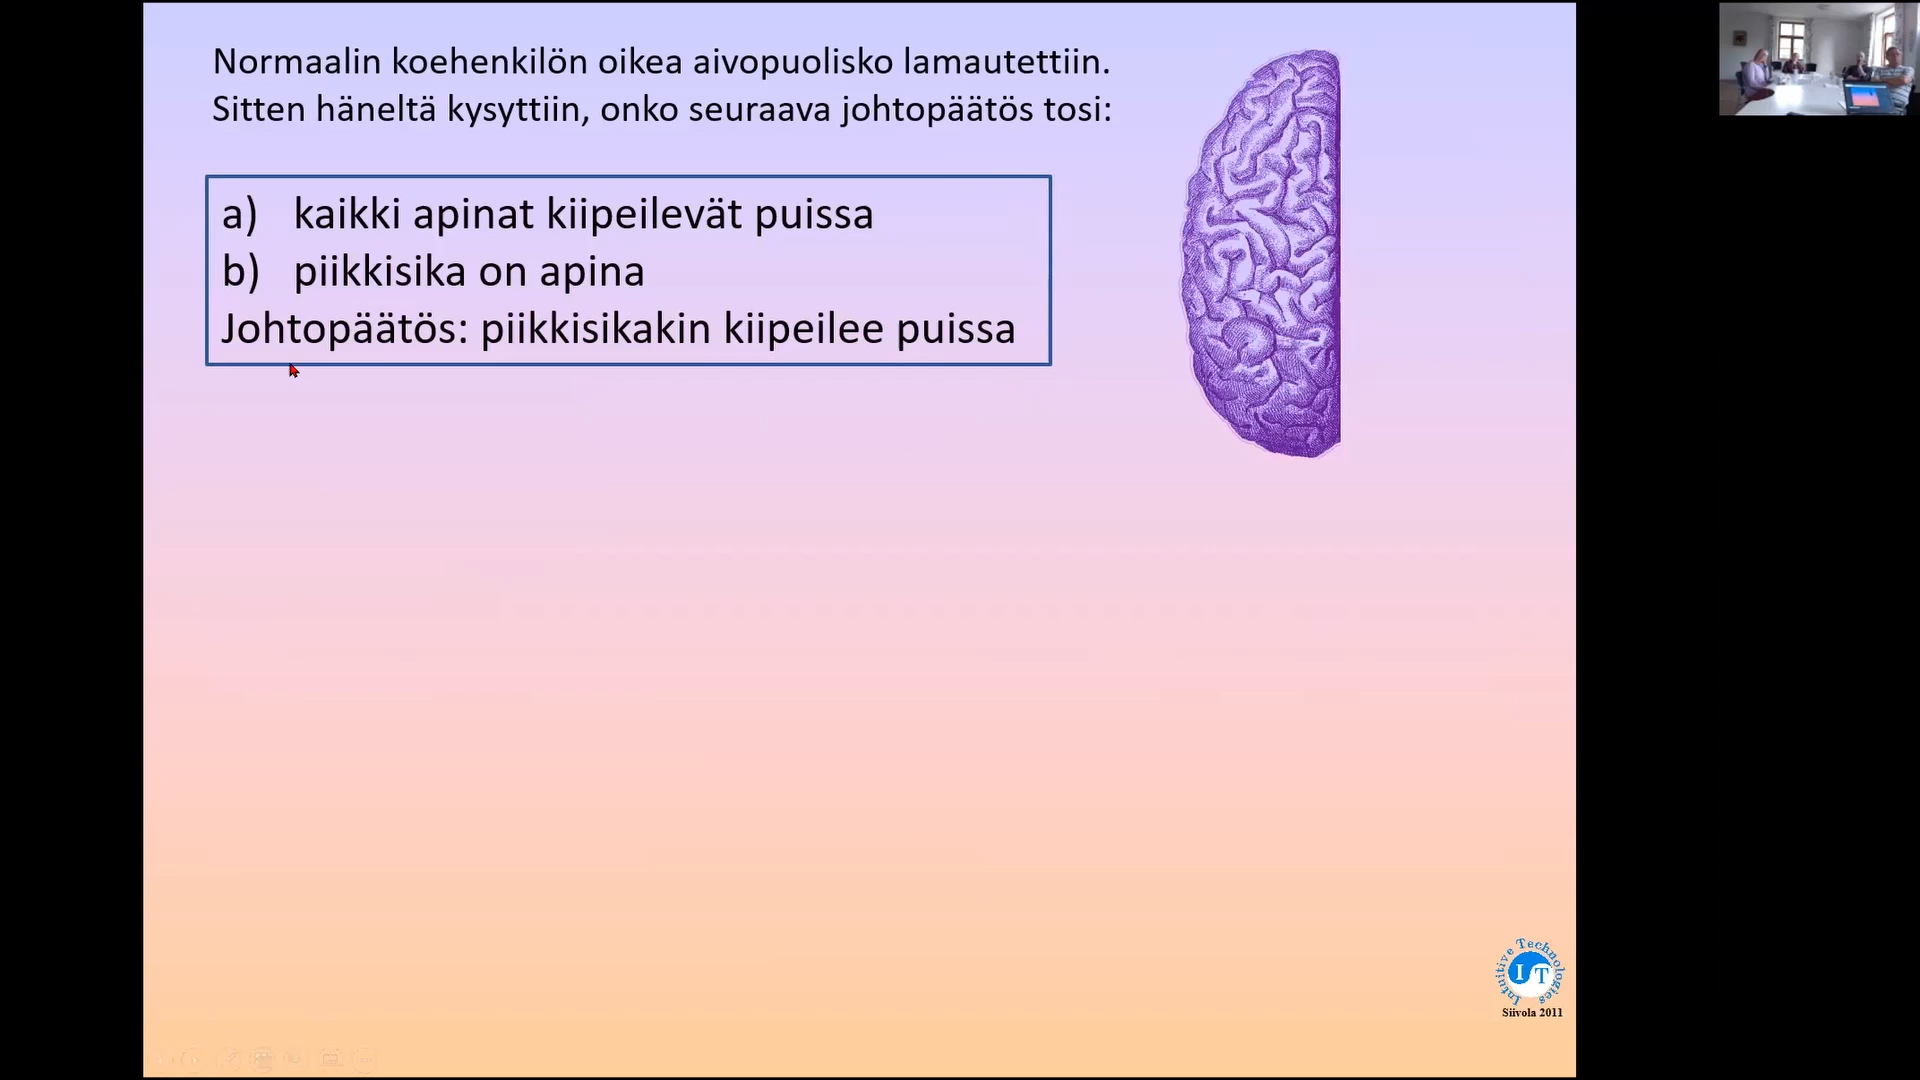 Normaalin koehenkilön oikea aivopuolisko lamautettiin.
Sitten häneltä kysyttiin, onko seuraava johtopäätös tosi:
a) kaikki apinat kiipeilevät puissa
b) piikkisika on apina
Johtopäätös: piikkisikakin kiipeilee puissa
Intuitive Technologies
IT
Siivola 2011